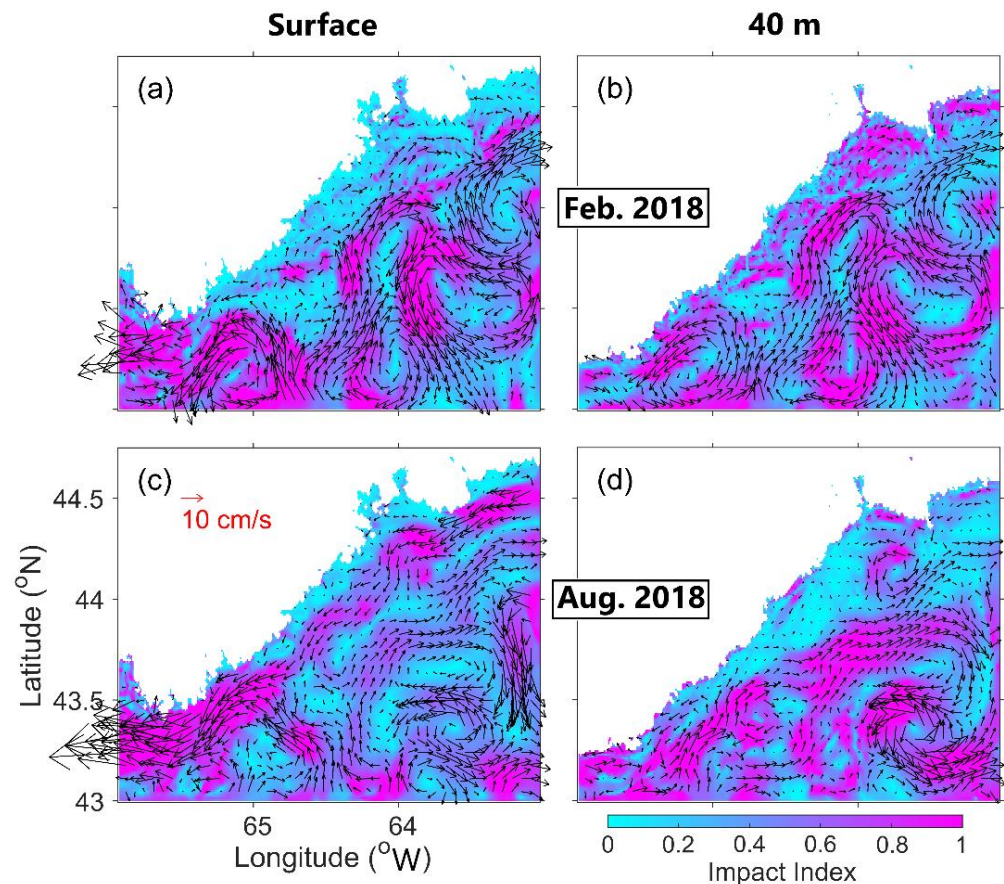 Surface
40 m
(a)
(b)
Feb. 2018
(c)
(d)
10 cm/s
44.5
44
43.5
43
Latitude (°N)
Aug. 2018
65
64
Longitude (°W)
0 0.2 0.4 0.6 0.8 1
Impact Index